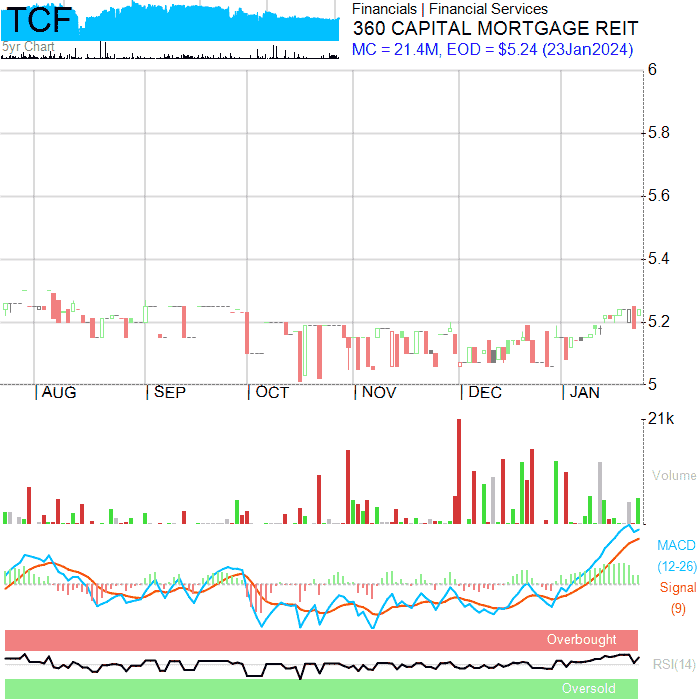 TCF
5yr Chart
Financials | Financial Services
360 CAPITAL MORTGAGE REIT
MC = 21.4M, EOD = $5.24 (23Jan2024)
6
5.8
5.6
5.4
5.2
5
| AUG | SEP | OCT | NOV | DEC | JAN
21k
Volume
MACD
(12-26)
Signal
(9)
Overbought
RSI(14)
Oversold